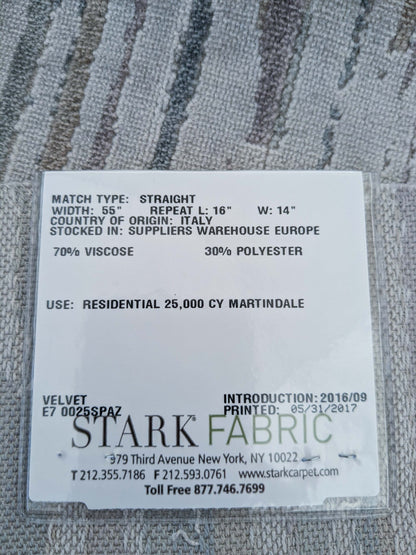 MATCH TYPE: STRAIGHT
WIDTH: 55" REPEAT L: 16" W: 14"
COUNTRY OF ORIGIN: ITALY
STOCKED IN: SUPPLIERS WAREHOUSE EUROPE
70% VISCOSE 30% POLYESTER
USE: RESIDENTIAL 25,000 CY MARTINDALE
VELVET INTRODUCTION: 2016/09
E7 0025SPAZ PRINTED: 05/31/2017
STARK FABRIC
979 Third Avenue New York, NY 10022
T 212.355.7186 F 212.593.0761 www.starkcarpet.com
Toll Free 877.746.7699